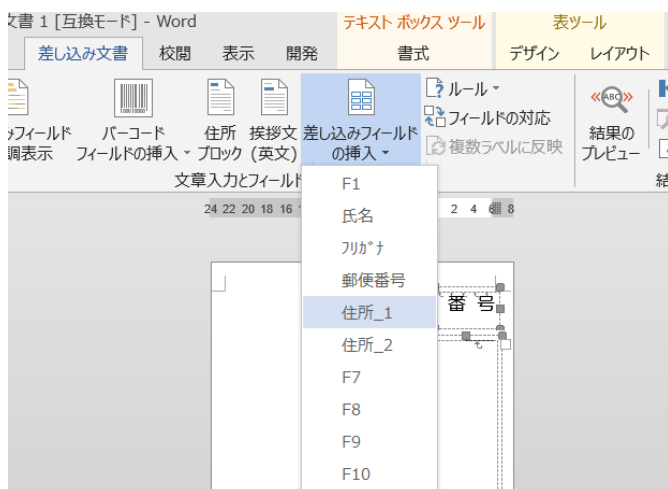 文書 1 [互換モード] - Word
テキスト ボックス ツール
表ツール
差し込み文書 校閲 表示 開発 書式 デザイン レイアウト
フィールド
調表示
バーコード
フィールドの挿入
住所
ブロック
挨拶文
(英文)
差し込みフィールド
の挿入
ルール
フィールドの対応
複数ラベルに反映
«ABC»
結果の
プレビュー
文章入力とフィールド
結
24 22 20 18 16 2 4 6 8
F1
氏名
フリガナ
郵便番号
住所_1
住所_2
F7
F8
F9
F10
番 号